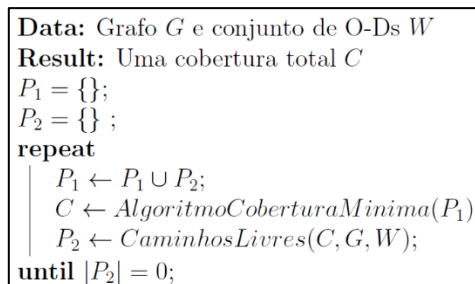 Data: Grafo G e conjunto de O-Ds W
Result: Uma cobertura total C
P₁ = {};
P₂ = {} ;
repeat
P₁ ← P₁ ∪ P₂;
C ← AlgoritmoCoberturaMinima(P₁)
P₂ ← CaminhosLivres(C, G, W);
until |P₂| = 0;